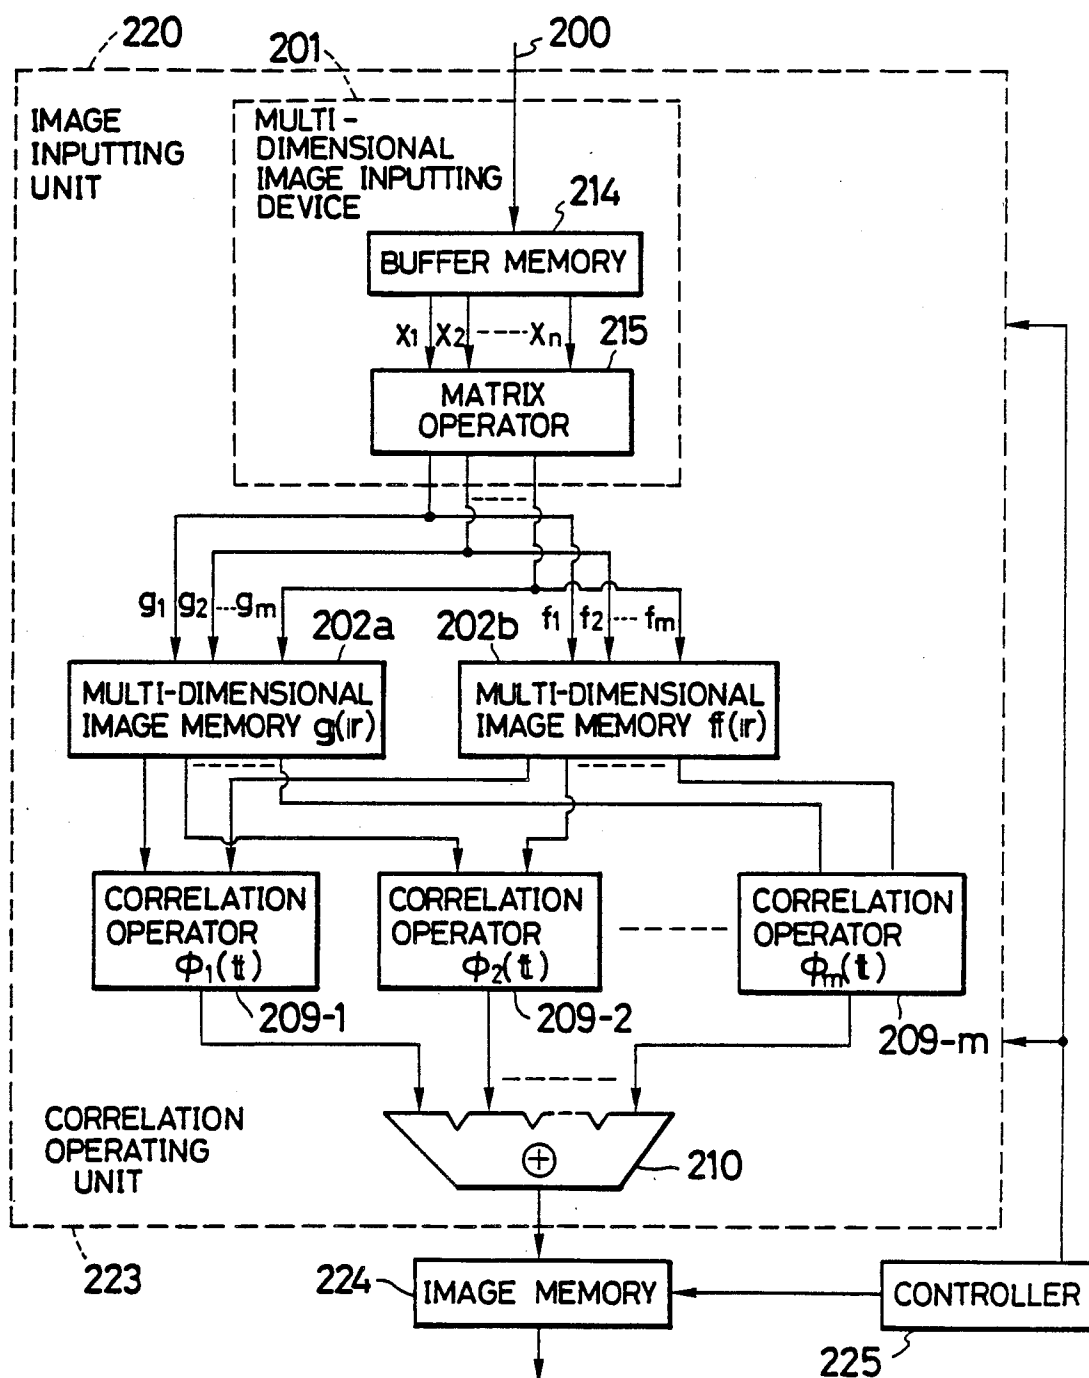 220
201
200
IMAGE
INPUTTING
UNIT
MULTI-
DIMENSIONAL
IMAGE INPUTTING
DEVICE
214
BUFFER MEMORY
X1 X2 ----- Xn
215
MATRIX
OPERATOR
g1 g2 ---gm
f1 f2 --- fm
202a
202b
MULTI-DIMENSIONAL
IMAGE MEMORY g(r)
MULTI-DIMENSIONAL
IMAGE MEMORY f(r)
CORRELATION
OPERATOR
ϕ1(t)
CORRELATION
OPERATOR
ϕ2(t)
CORRELATION
OPERATOR
ϕm(t)
209-1
209-2
209-m
CORRELATION
OPERATING
UNIT
+
210
223
224
IMAGE MEMORY
CONTROLLER
225